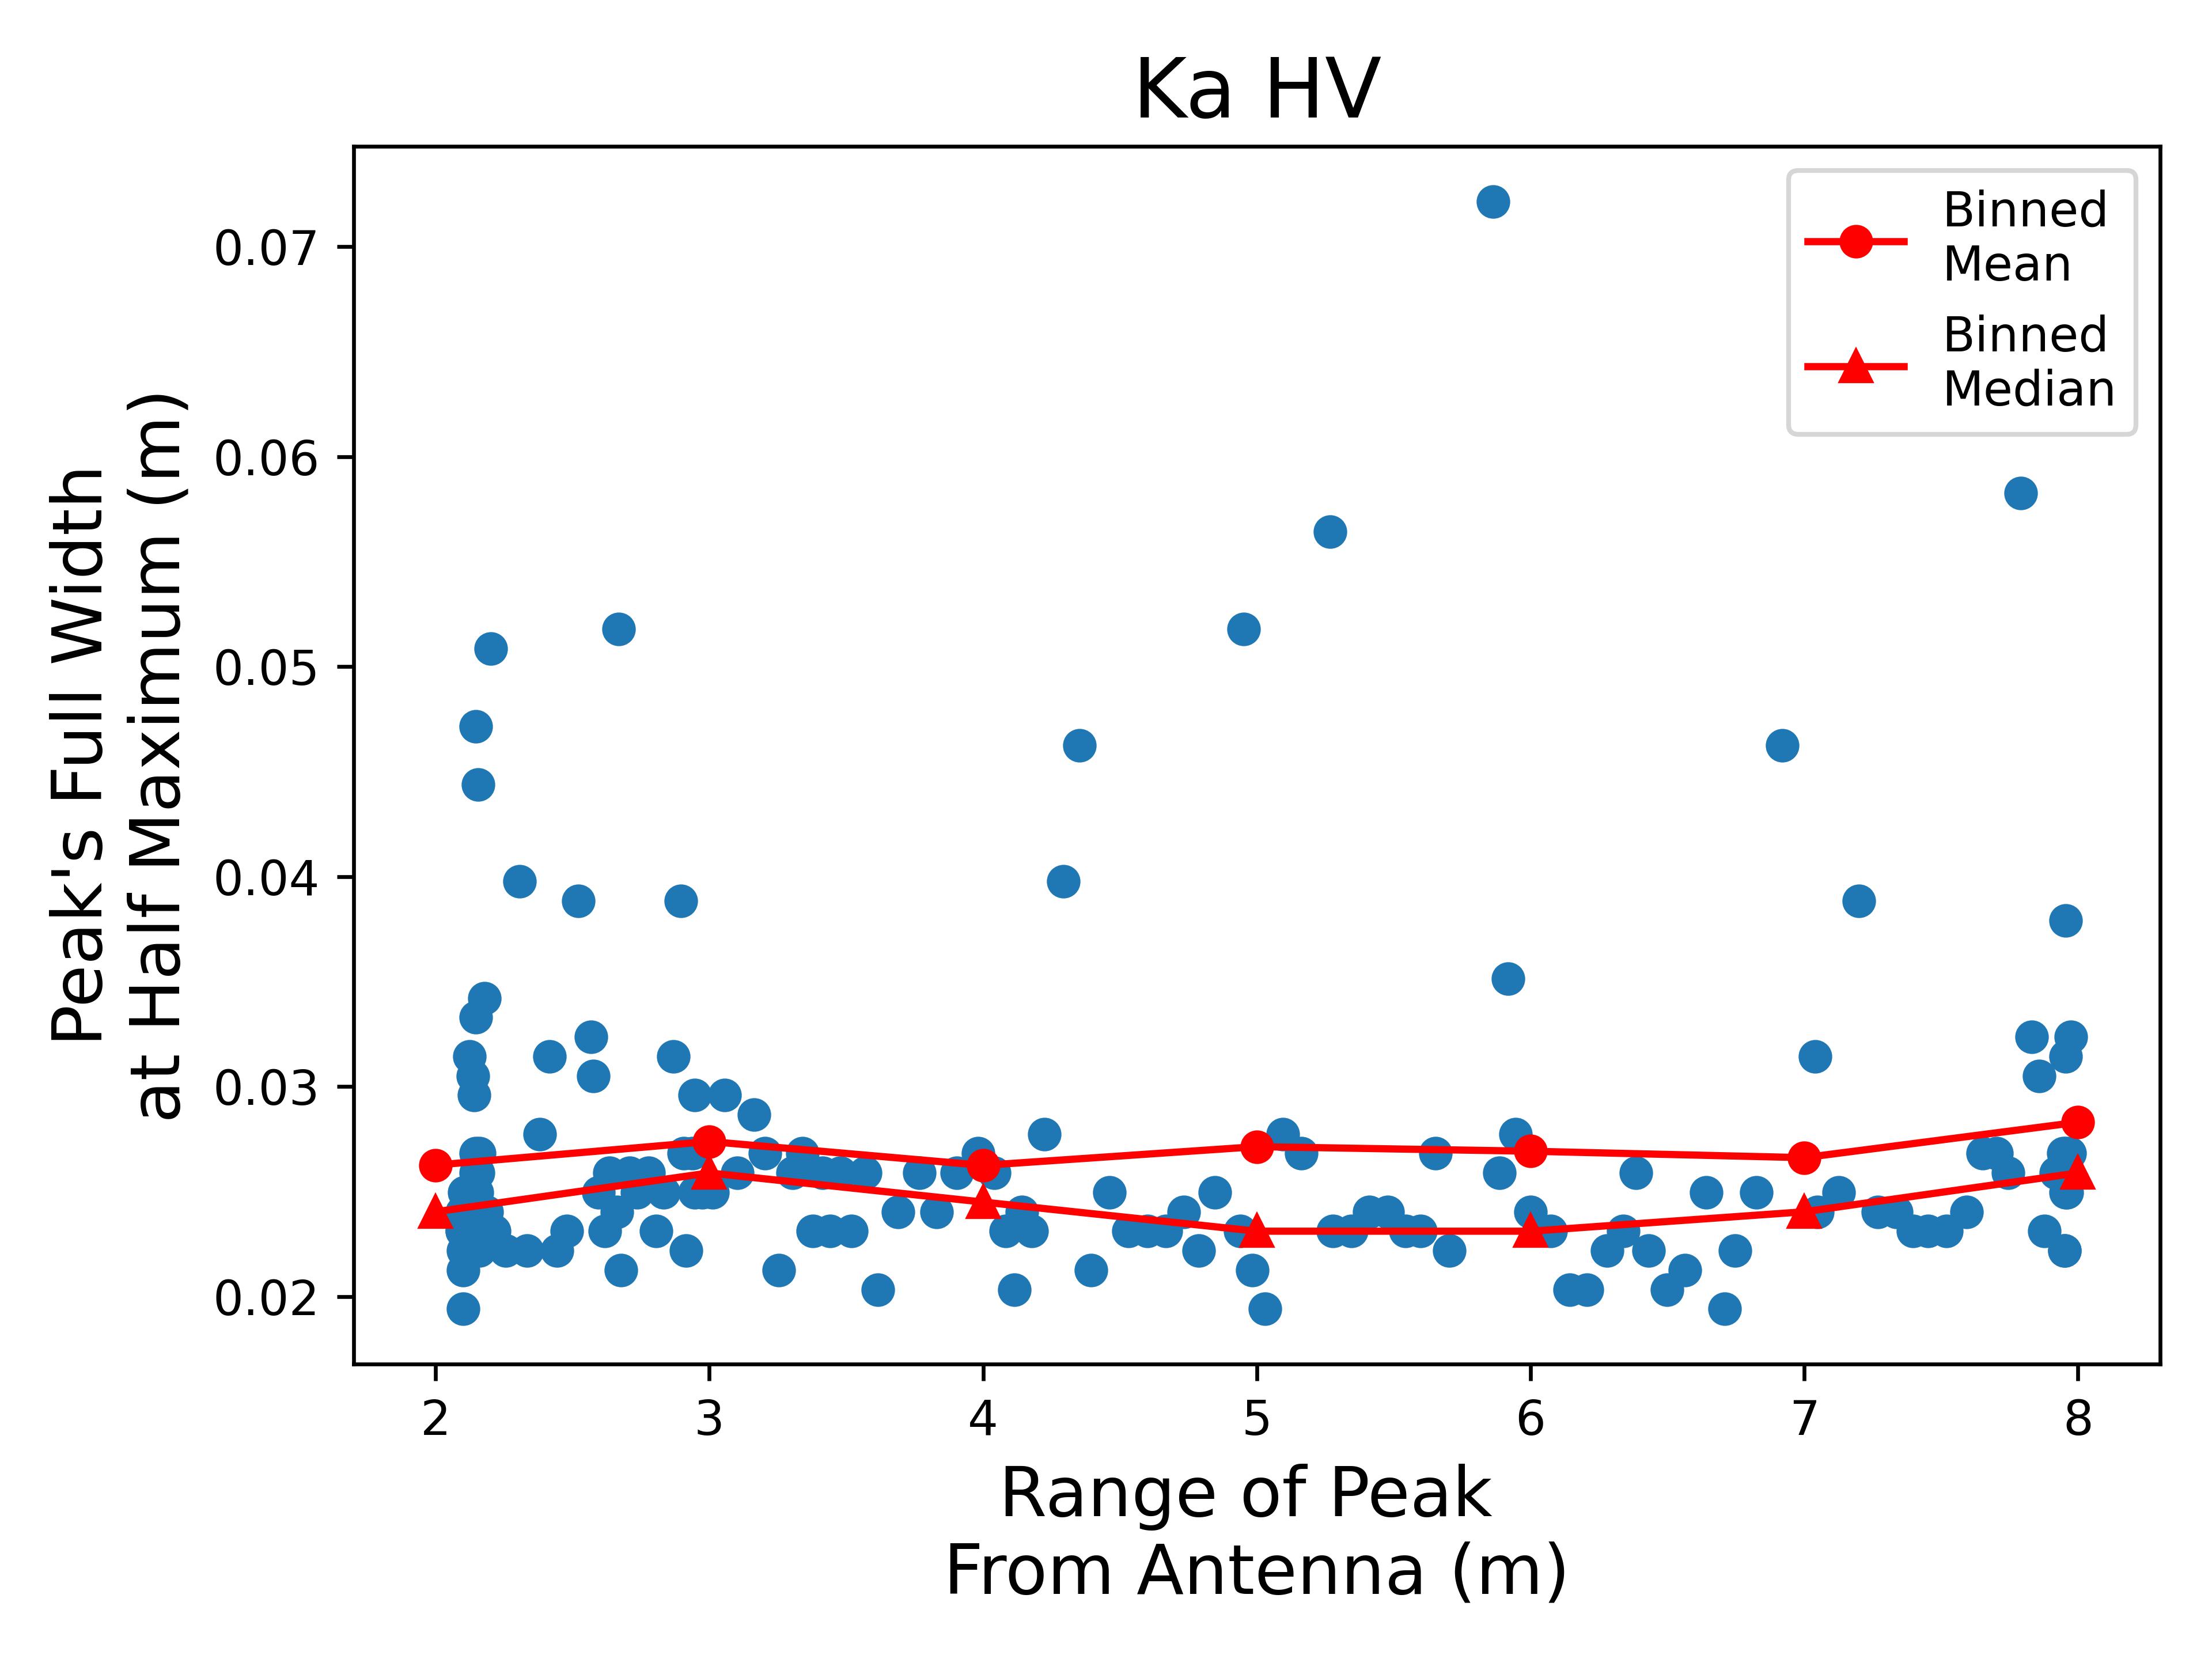 Ka HV
Binned
Mean
Binned
Median
Peak's Full Width
at Half Maximum (m)
0.07
0.06
0.05
0.04
0.03
0.02
2 3 4 5 6 7 8
Range of Peak
From Antenna (m)